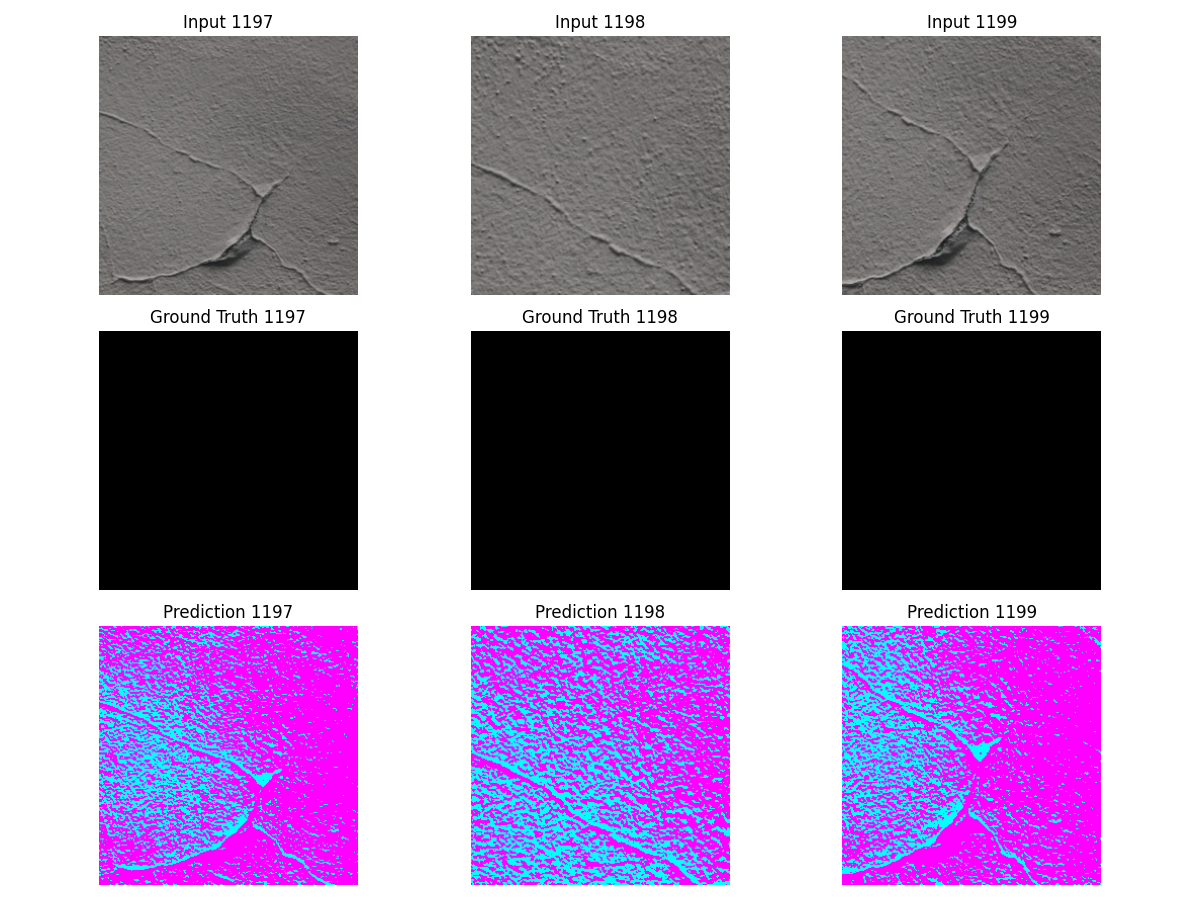 Input 1197
Input 1198
Input 1199
Ground Truth 1197
Ground Truth 1198
Ground Truth 1199
Prediction 1197
Prediction 1198
Prediction 1199